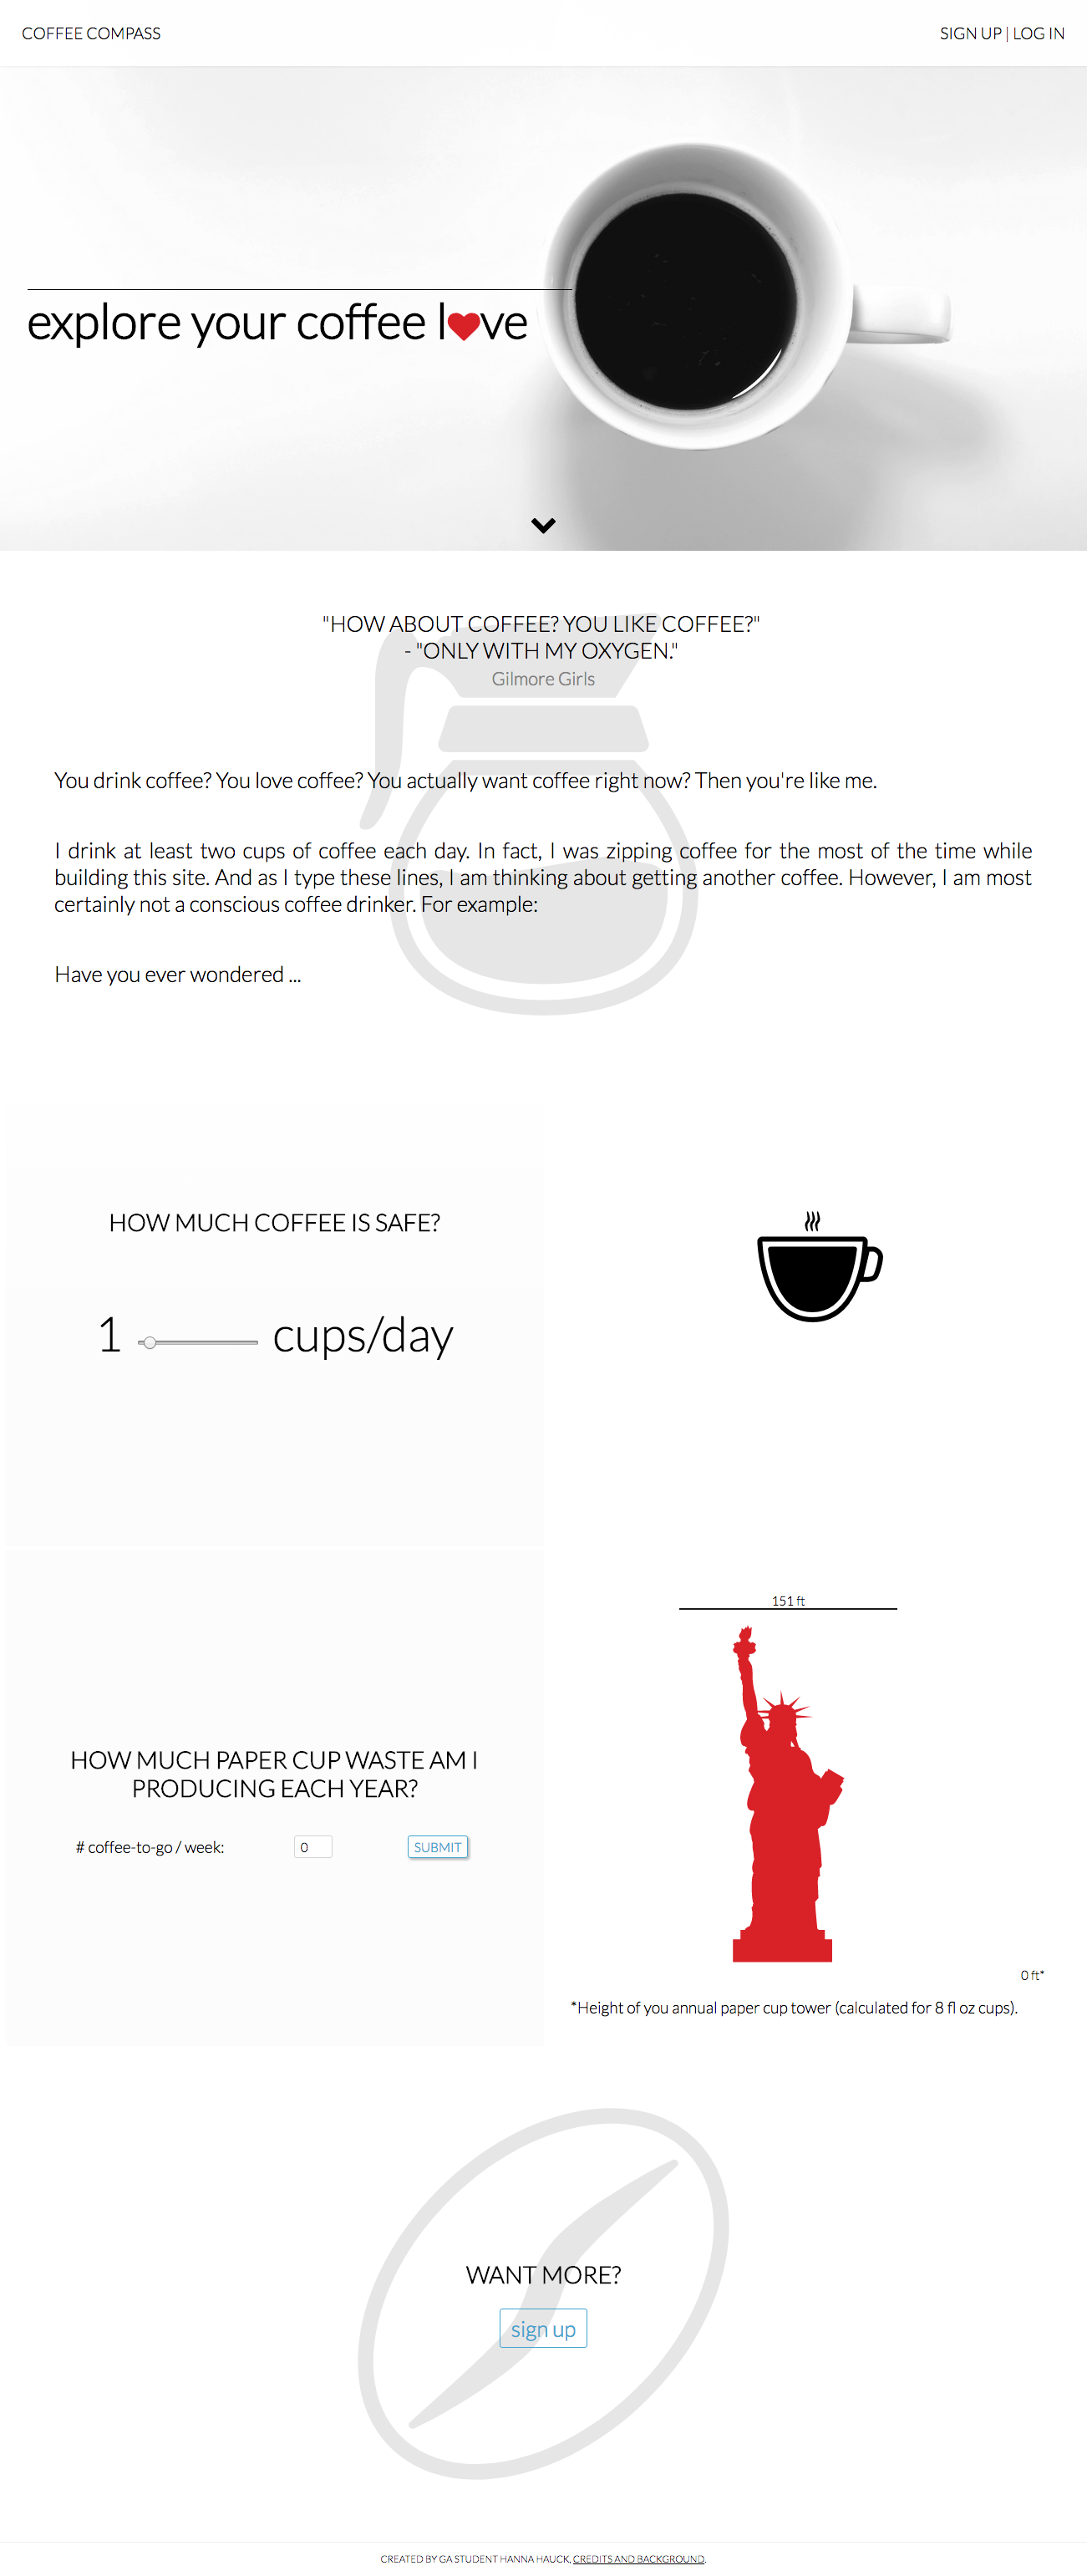 COFFEE COMPASS
SIGN UP | LOG IN
explore your coffee l❤ve
"HOW ABOUT COFFEE? YOU LIKE COFFEE?"
- "ONLY WITH MY OXYGEN."
Gilmore Girls
You drink coffee? You love coffee? You actually want coffee right now? Then you're like me.
I drink at least two cups of coffee each day. In fact, I was zipping coffee for the most of the time while
building this site. And as I type these lines, I am thinking about getting another coffee. However, I am most
certainly not a conscious coffee drinker. For example:
Have you ever wondered ...
HOW MUCH COFFEE IS SAFE?
1 cups/day
151 ft
HOW MUCH PAPER CUP WASTE AM I
PRODUCING EACH YEAR?
# coffee-to-go / week: 0 SUBMIT
0 ft*
*Height of you annual paper cup tower (calculated for 8 fl oz cups).
WANT MORE?
sign up
CREATED BY GA STUDENT HANNA HAUCK, CREDITS AND BACKGROUND.